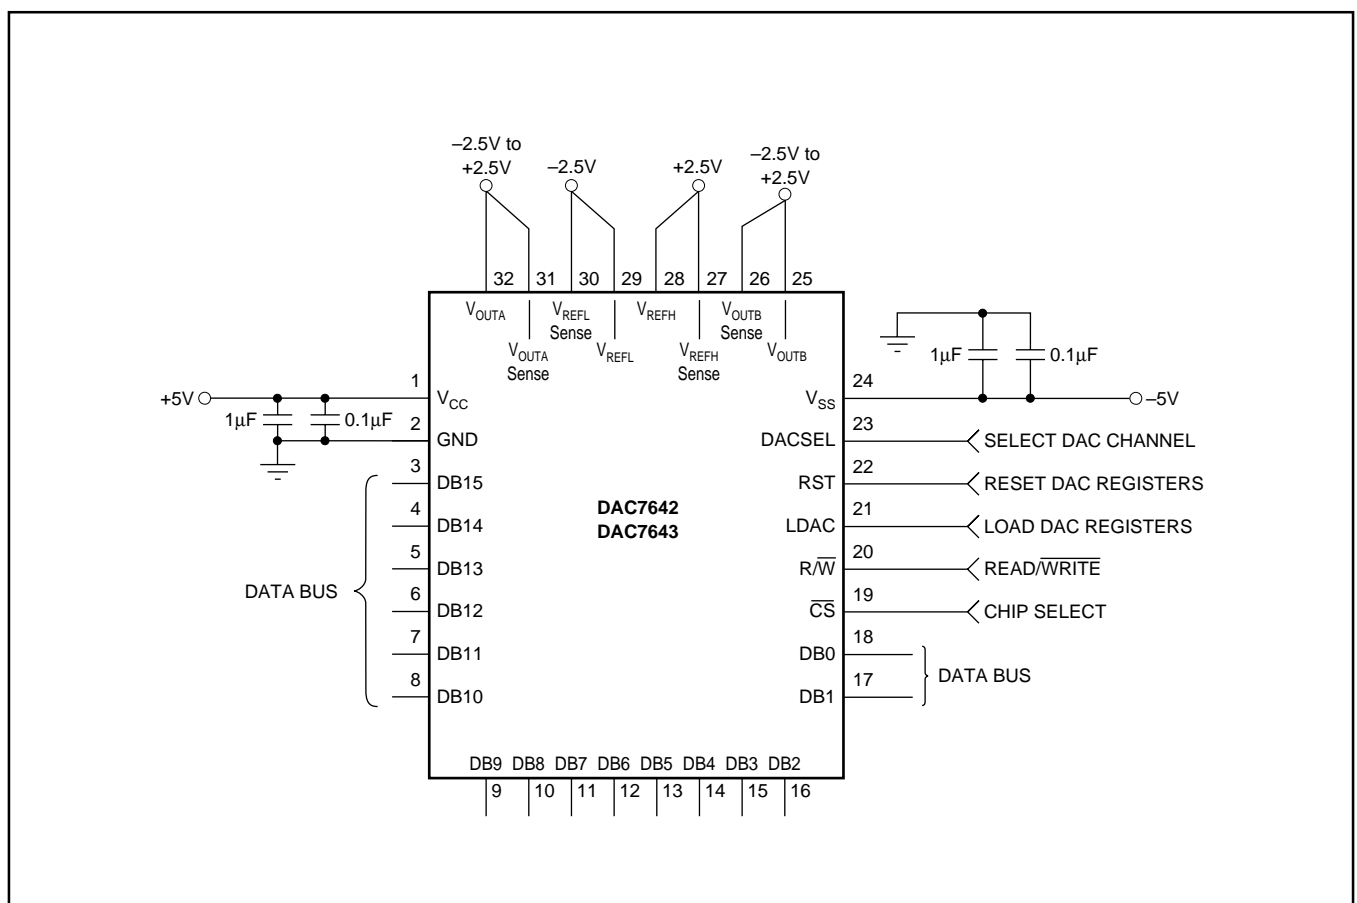 –2.5V to
+2.5V
–2.5V
+2.5V
–2.5V to
+2.5V
32 31 30 29 28 27 26 25
VOUTA
VOUTA
Sense
VREFL
Sense
VREFL
VREFH
VREFH
Sense
VOUTB
Sense
VOUTB
+5V
1µF
0.1µF
1 VCC
2 GND
3 DB15
4 DB14
5 DB13
6 DB12
7 DB11
8 DB10
DATA BUS
DAC7642
DAC7643
1µF
0.1µF
VSS 24
–5V
DACSEL 23 SELECT DAC CHANNEL
RST 22 RESET DAC REGISTERS
LDAC 21 LOAD DAC REGISTERS
R/W̅ 20 READ/W̅R̅I̅T̅E̅
C̅S̅ 19 CHIP SELECT
DB0 18
DB1 17
DATA BUS
DB9 DB8 DB7 DB6 DB5 DB4 DB3 DB2
9 10 11 12 13 14 15 16